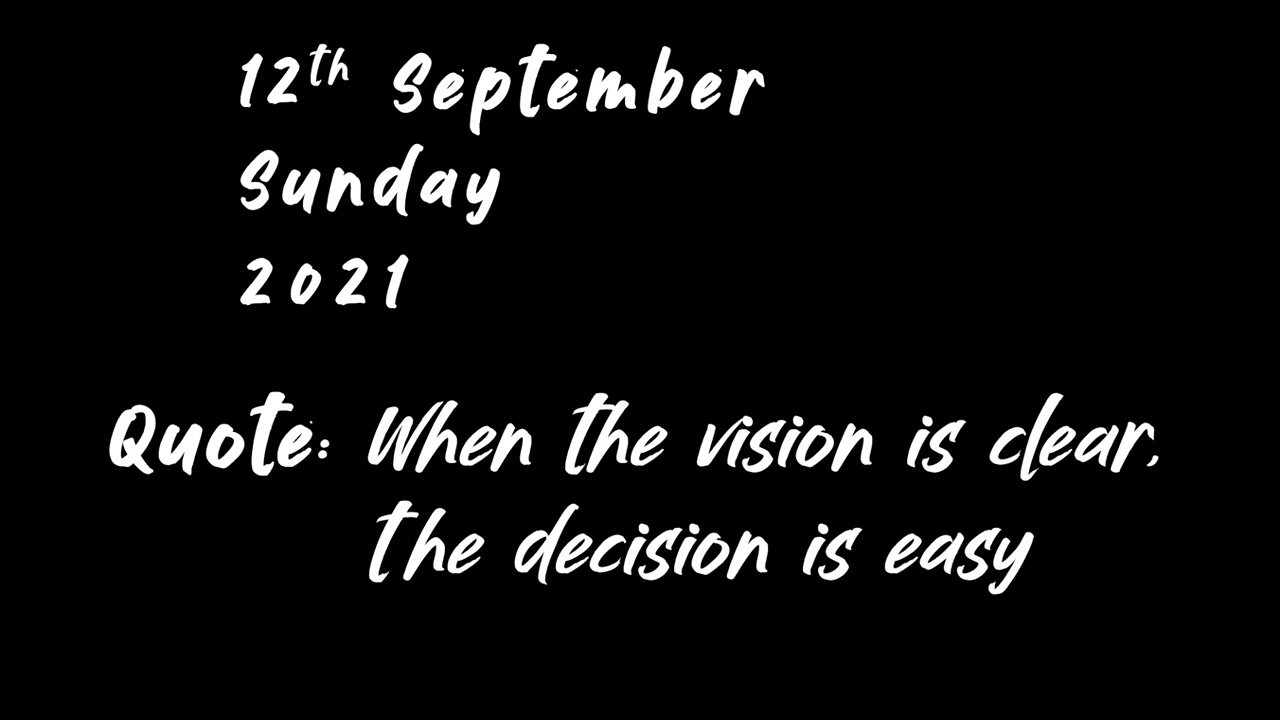 12th September
Sunday
2021
Quote: When the vision is clear,
the decision is easy